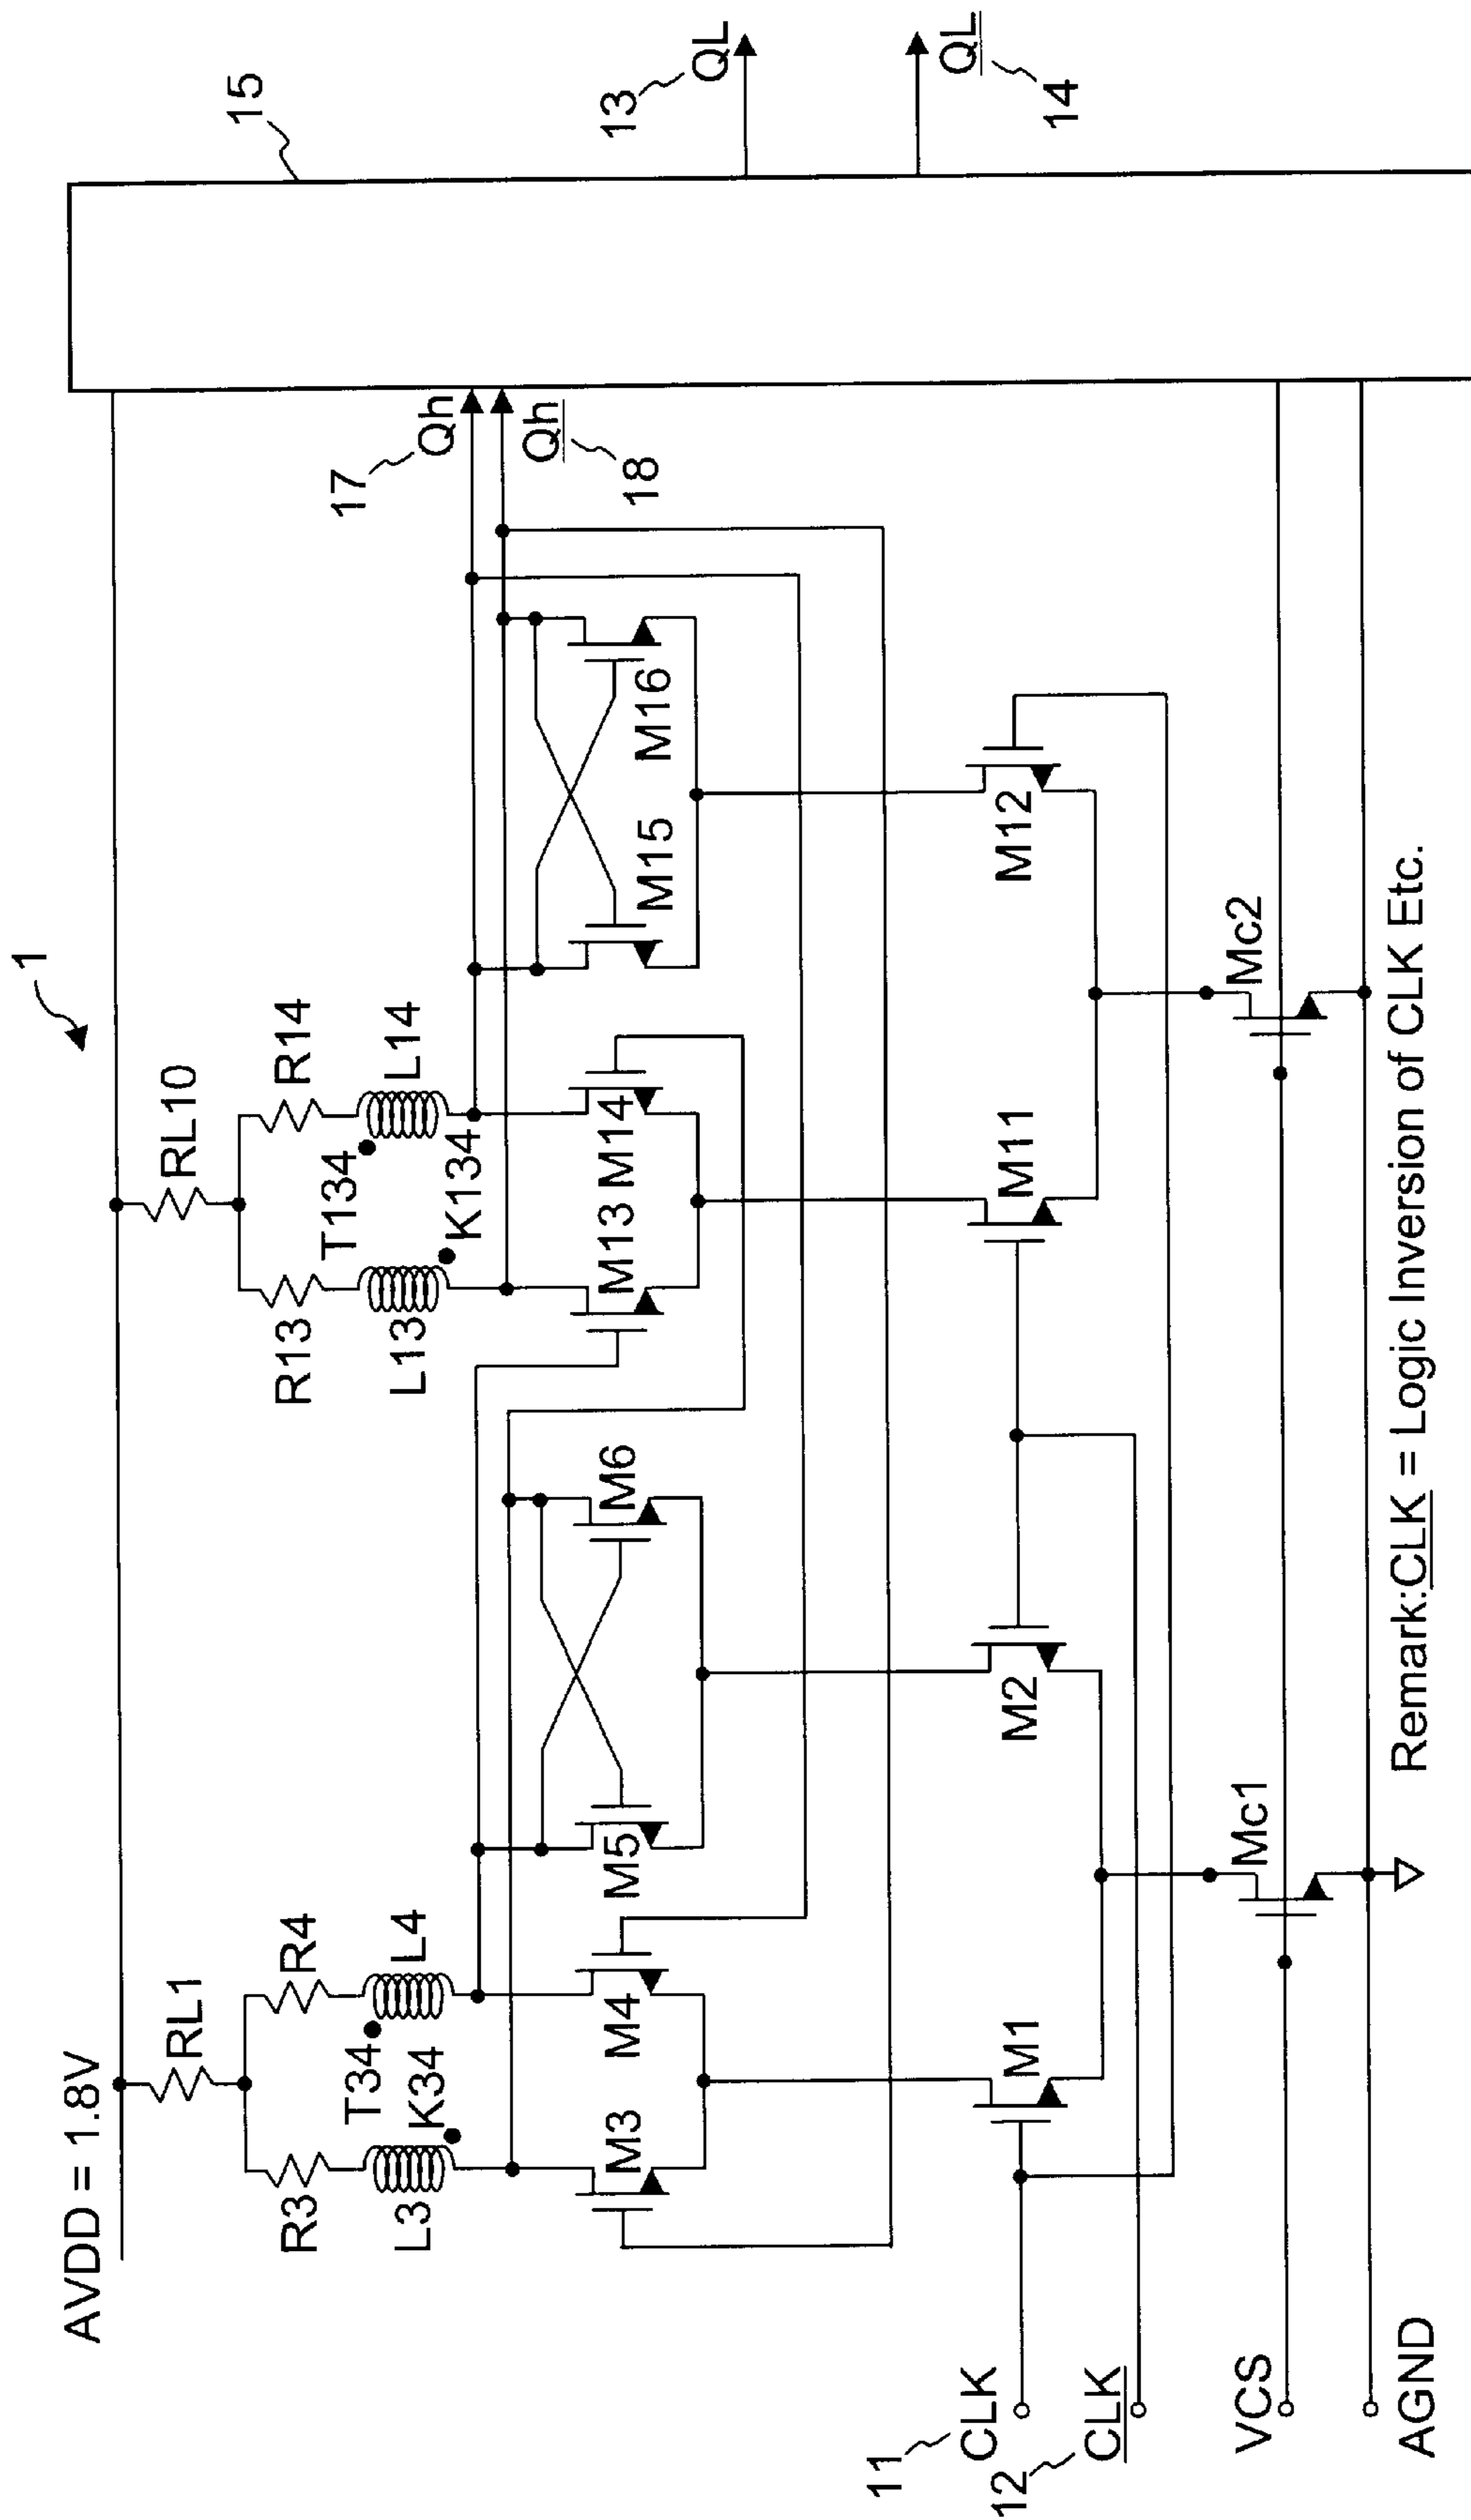 1
AVDD = 1.8V
RL1
RL10
15
R3
R4
R13
R14
T34
T134
L3
K34
L4
L13
K134
L14
17
Qh
Qh
18
13
QL
QL
14
M3
M4
M5
M6
M13
M14
M15
M16
M1
M2
M11
M12
11
CLK
12
CLK
VCS
Mc1
Mc2
AGND
Remark:CLK = Logic Inversion of CLK Etc.